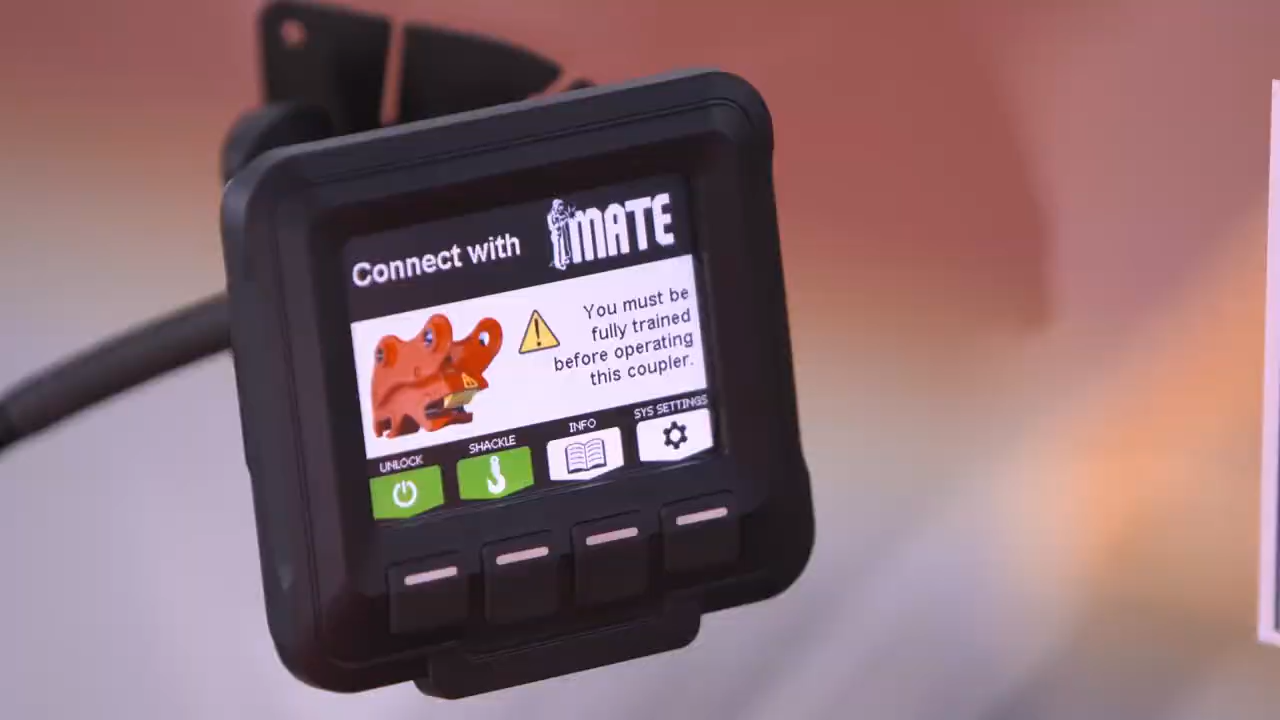 Connect with
MATE
You must be
fully trained
before operating
this coupler.
UNLOCK
SHACKLE
INFO
SYS SETTINGS